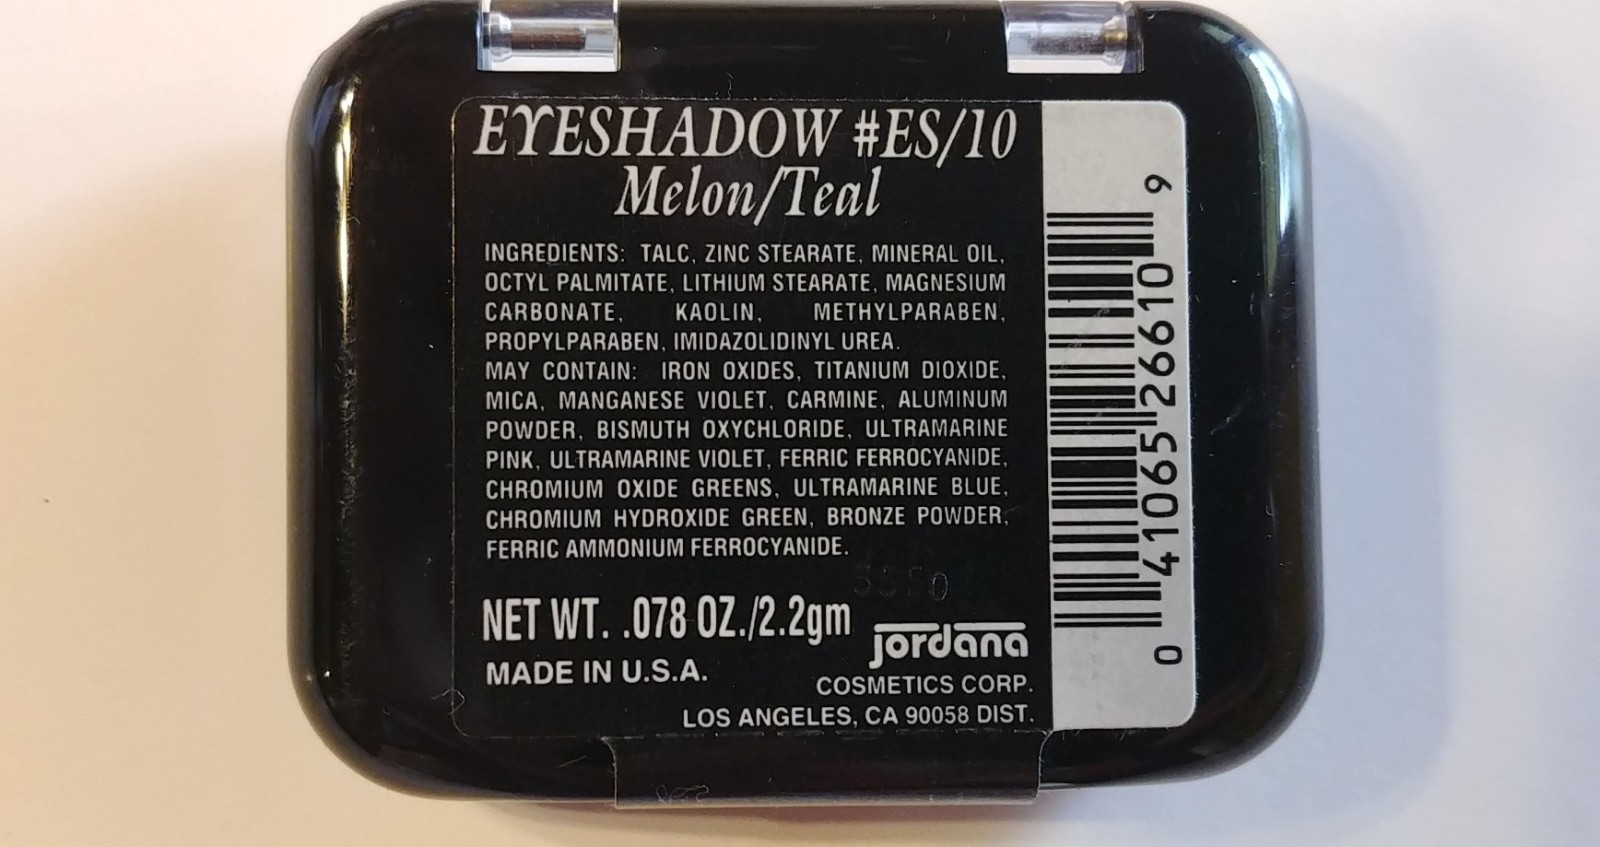 EYESHADOW #ES/10
Melon/Teal
INGREDIENTS: TALC, ZINC STEARATE, MINERAL OIL,
OCTYL PALMITATE, LITHIUM STEARATE, MAGNESIUM
CARBONATE, KAOLIN, METHYLPARABEN,
PROPYLPARABEN, IMIDAZOLIDINYL UREA.
MAY CONTAIN: IRON OXIDES, TITANIUM DIOXIDE,
MICA, MANGANESE VIOLET, CARMINE, ALUMINUM
POWDER, BISMUTH OXYCHLORIDE, ULTRAMARINE
PINK, ULTRAMARINE VIOLET, FERRIC FERROCYANIDE,
CHROMIUM OXIDE GREENS, ULTRAMARINE BLUE,
CHROMIUM HYDROXIDE GREEN, BRONZE POWDER,
FERRIC AMMONIUM FERROCYANIDE.
NET WT. .078 OZ./2.2gm
MADE IN U.S.A.
jordana
COSMETICS CORP.
LOS ANGELES, CA 90058 DIST.
0 41065 26610 9